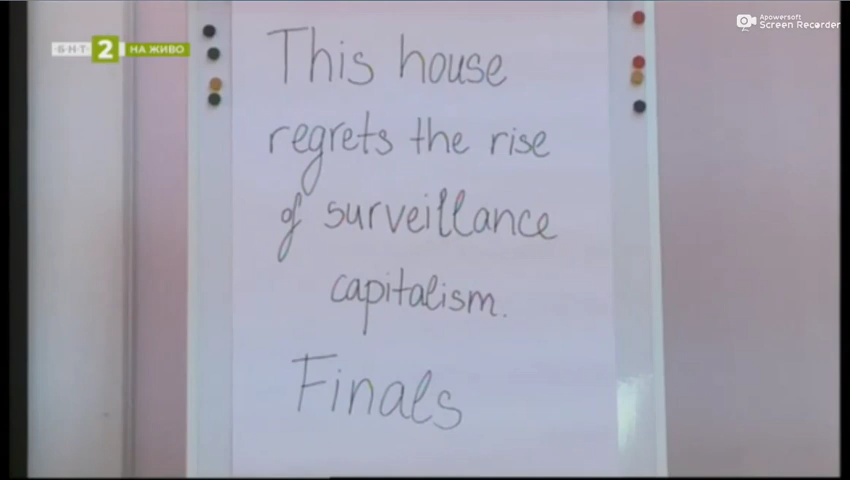 БНТ 2 НА ЖИВО
Apowersoft
Screen Recorder
This house
regrets the rise
of surveillance
capitalism.
Finals